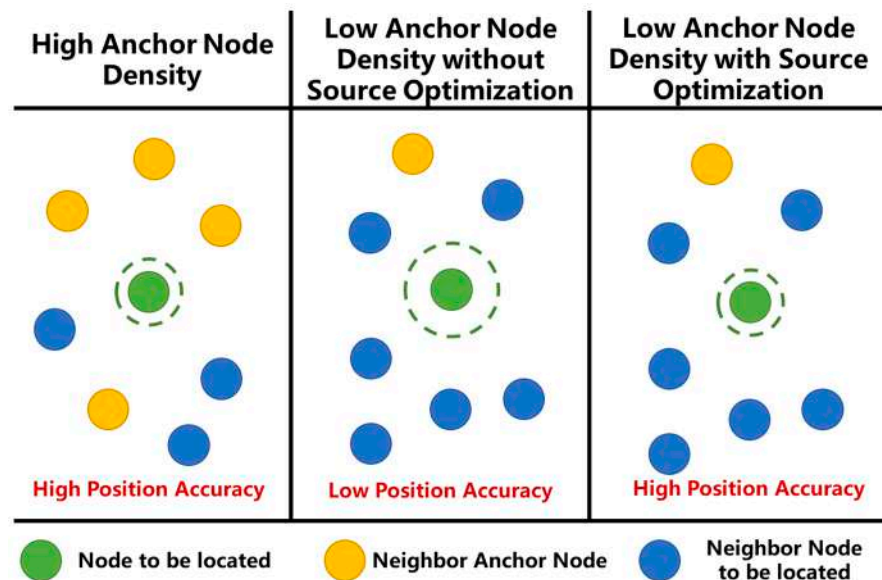 High Anchor Node
Density
Low Anchor Node
Density without
Source Optimization
Low Anchor Node
Density with Source
Optimization
High Position Accuracy
Low Position Accuracy
High Position Accuracy
Node to be located
Neighbor Anchor Node
Neighbor Node
to be located